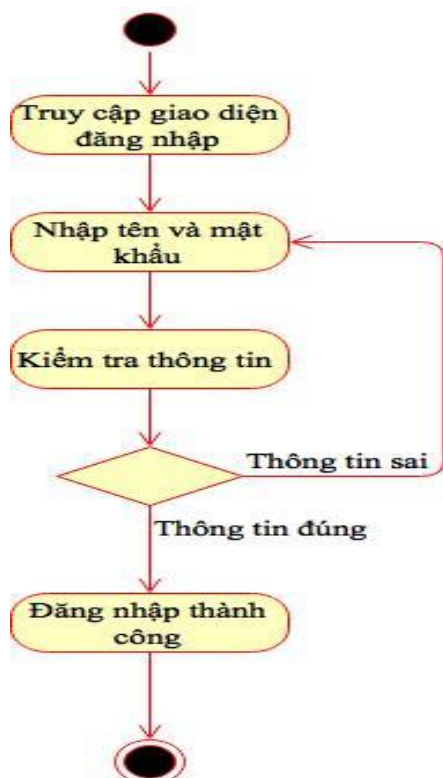 Truy cập giao diện
đăng nhập
Nhập tên và mật
khẩu
Kiểm tra thông tin
Thông tin sai
Thông tin đúng
Đăng nhập thành
công